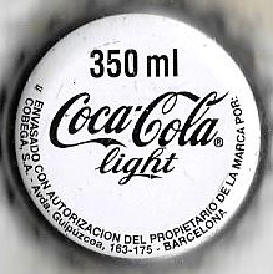 350 ml
Coca-Cola®
light
ENVASADO CON AUTORIZACION DEL PROPIETARIO DE LA MARCA POR:
COBEGA, S.A. - Avda. Guipuzcoa, 163-175 - BARCELONA